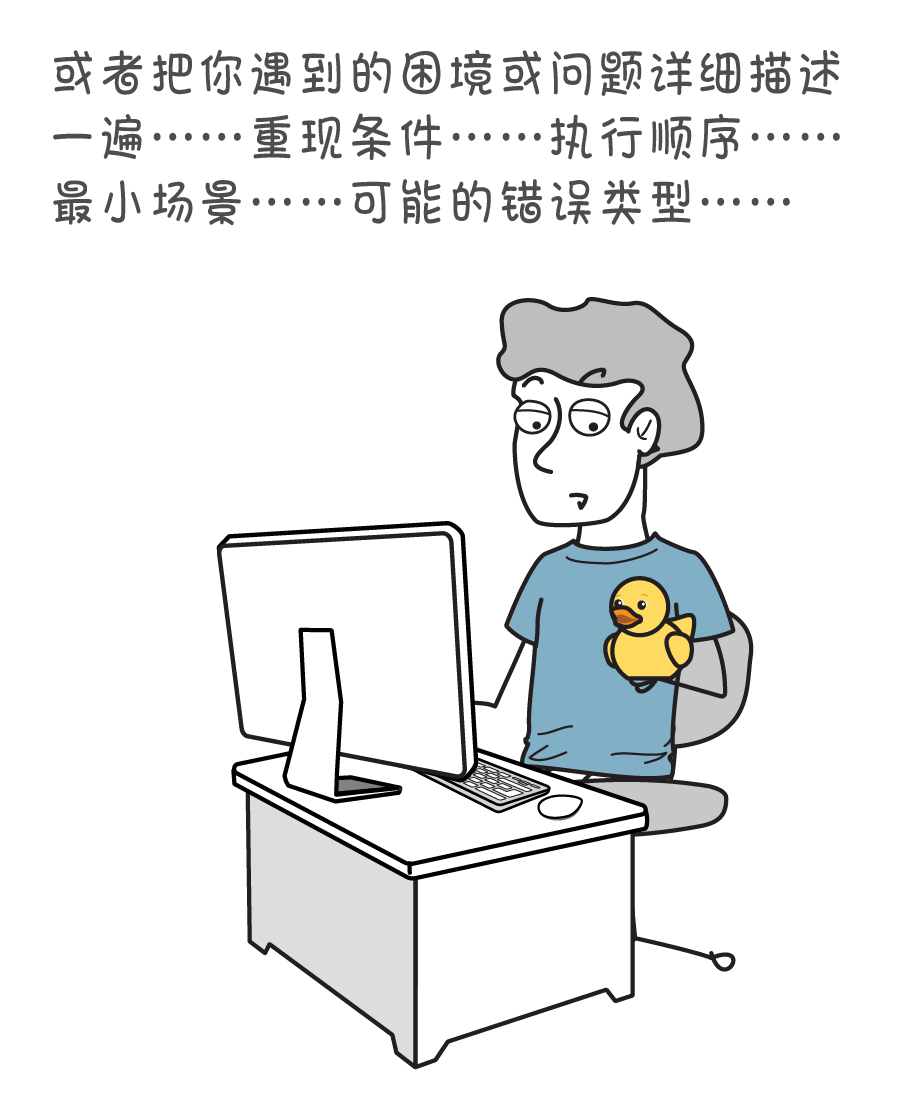 或者把你遇到的困境或问题详细描述
一遍……重现条件……执行顺序……
最小场景……可能的错误类型……